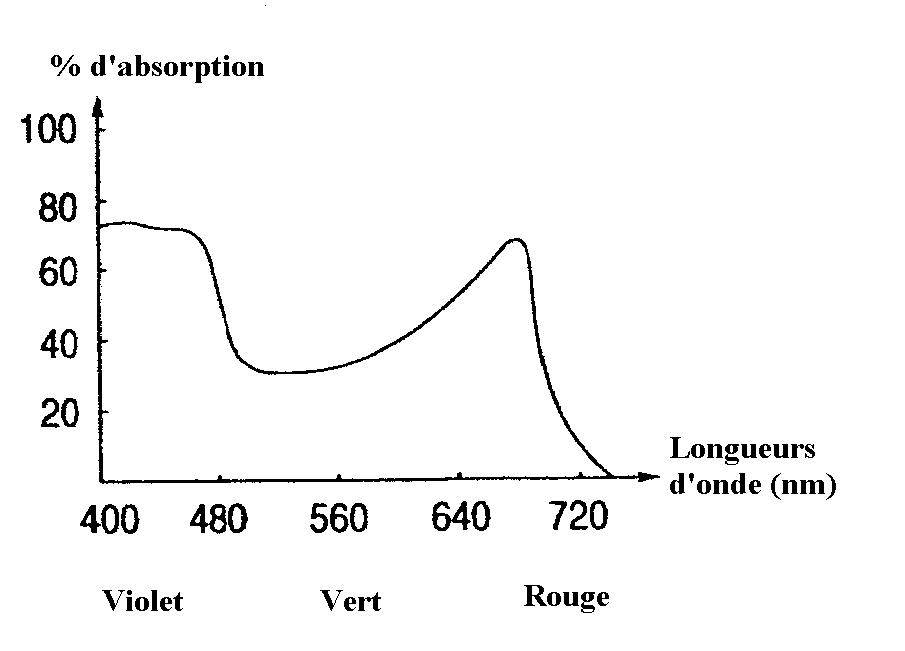 % d'absorption
100
80
60
40
20
Longueurs
d'onde (nm)
400 480 560 640 720
Violet Vert Rouge